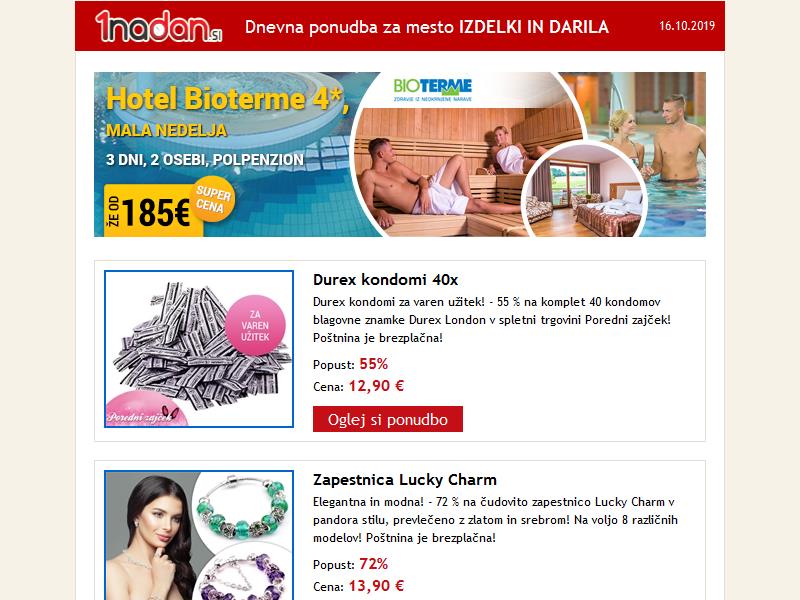 1nadan.si
Dnevna ponudba za mesto IZDELKI IN DARILA
16.10.2019
Hotel Bioterme 4*,
MALA NEDELJA
3 DNI, 2 OSEBI, POLPENZION
ŽE OD 185€
SUPER
CENA
BIOTERME
ZDRAVJE IZ NEOKRNJENE NARAVE
ZA
VAREN
UŽITEK
Poredni zajček
Durex kondomi 40x
Durex kondomi za varen užitek! - 55 % na komplet 40 kondomov
blagovne znamke Durex London v spletni trgovini Poredni zajček!
Poštnina je brezplačna!
Popust: 55%
Cena: 12,90 €
Oglej si ponudbo
Zapestnica Lucky Charm
Elegantna in modna! - 72 % na čudovito zapestnico Lucky Charm v
pandora stilu, prevlečeno z zlatom in srebrom! Na voljo 8 različnih
modelov! Poštnina je brezplačna!
Popust: 72%
Cena: 13,90 €